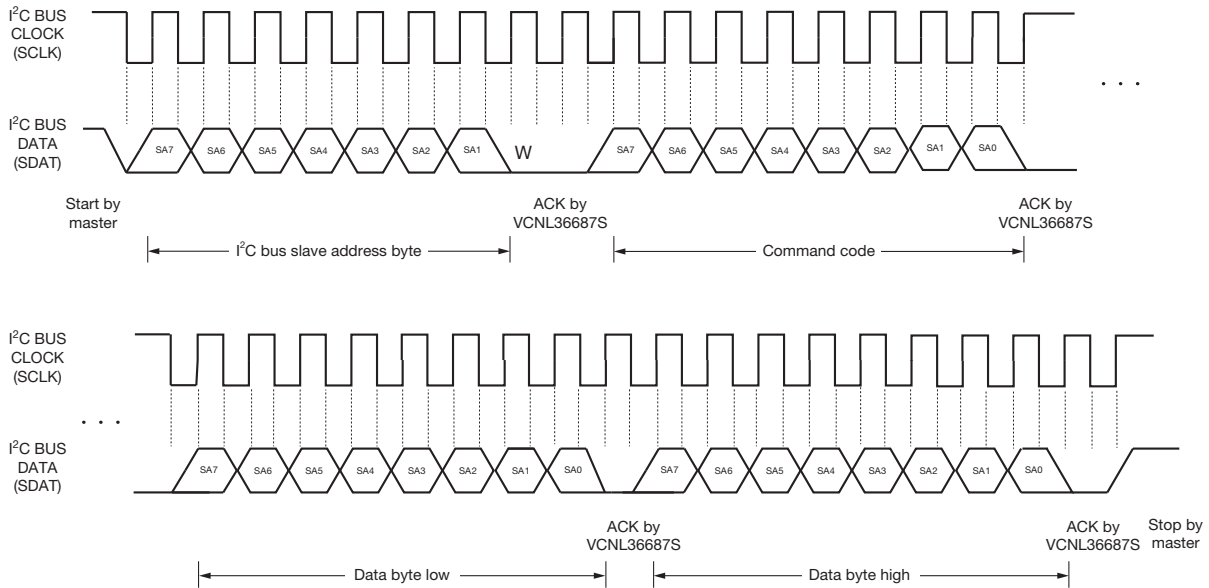 I²C BUS
CLOCK
(SCLK)
. . .
I²C BUS
DATA
(SDAT)
SA7 SA6 SA5 SA4 SA3 SA2 SA1 W SA7 SA6 SA5 SA4 SA3 SA2 SA1 SA0
Start by
master
ACK by
VCNL36687S
ACK by
VCNL36687S
I²C bus slave address byte
Command code
I²C BUS
CLOCK
(SCLK)
. . .
I²C BUS
DATA
(SDAT)
SA7 SA6 SA5 SA4 SA3 SA2 SA1 SA0 SA7 SA6 SA5 SA4 SA3 SA2 SA1 SA0
ACK by
VCNL36687S
ACK by
VCNL36687S
Stop by
master
Data byte low
Data byte high